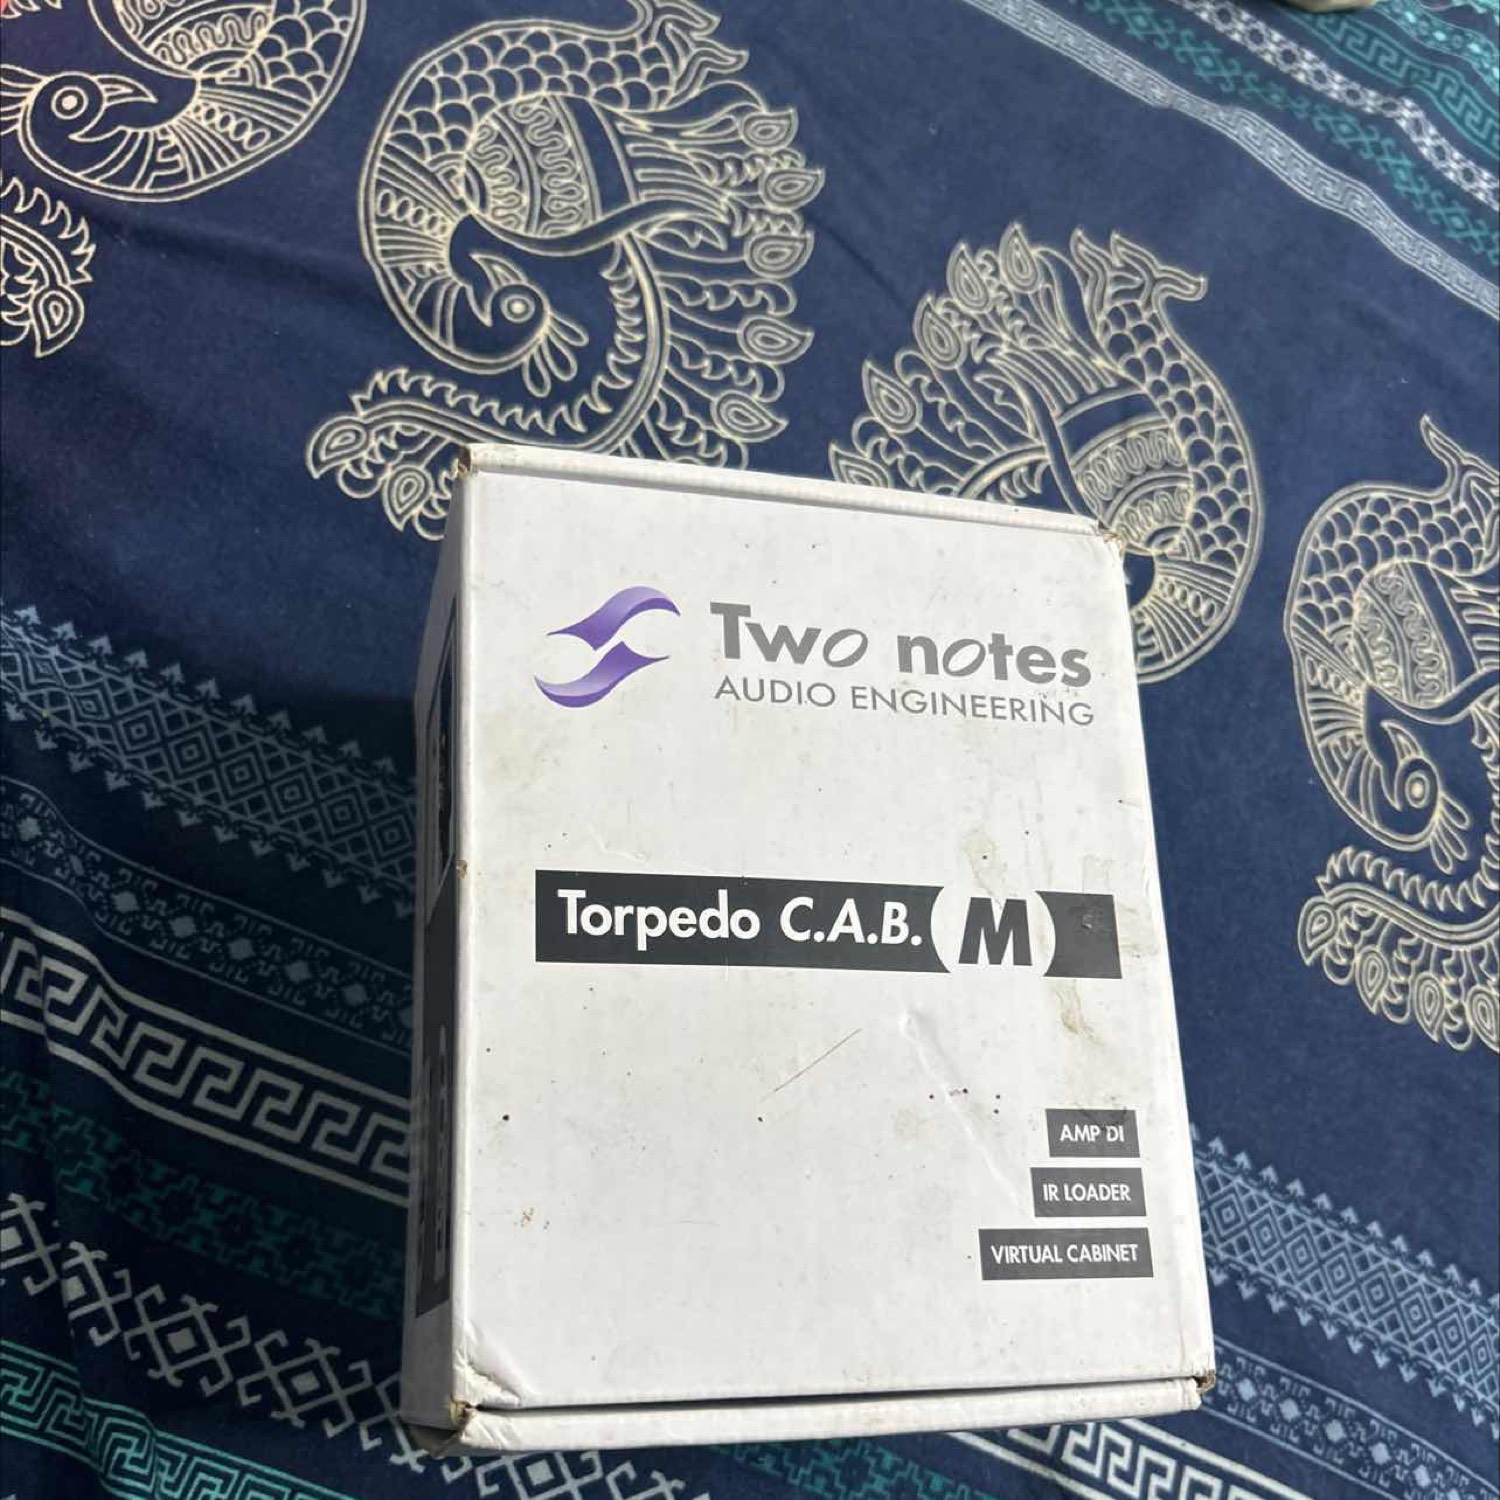 Two notes
AUDIO ENGINEERING
Torpedo C.A.B. (M)
AMP DI
IR LOADER
VIRTUAL CABINET